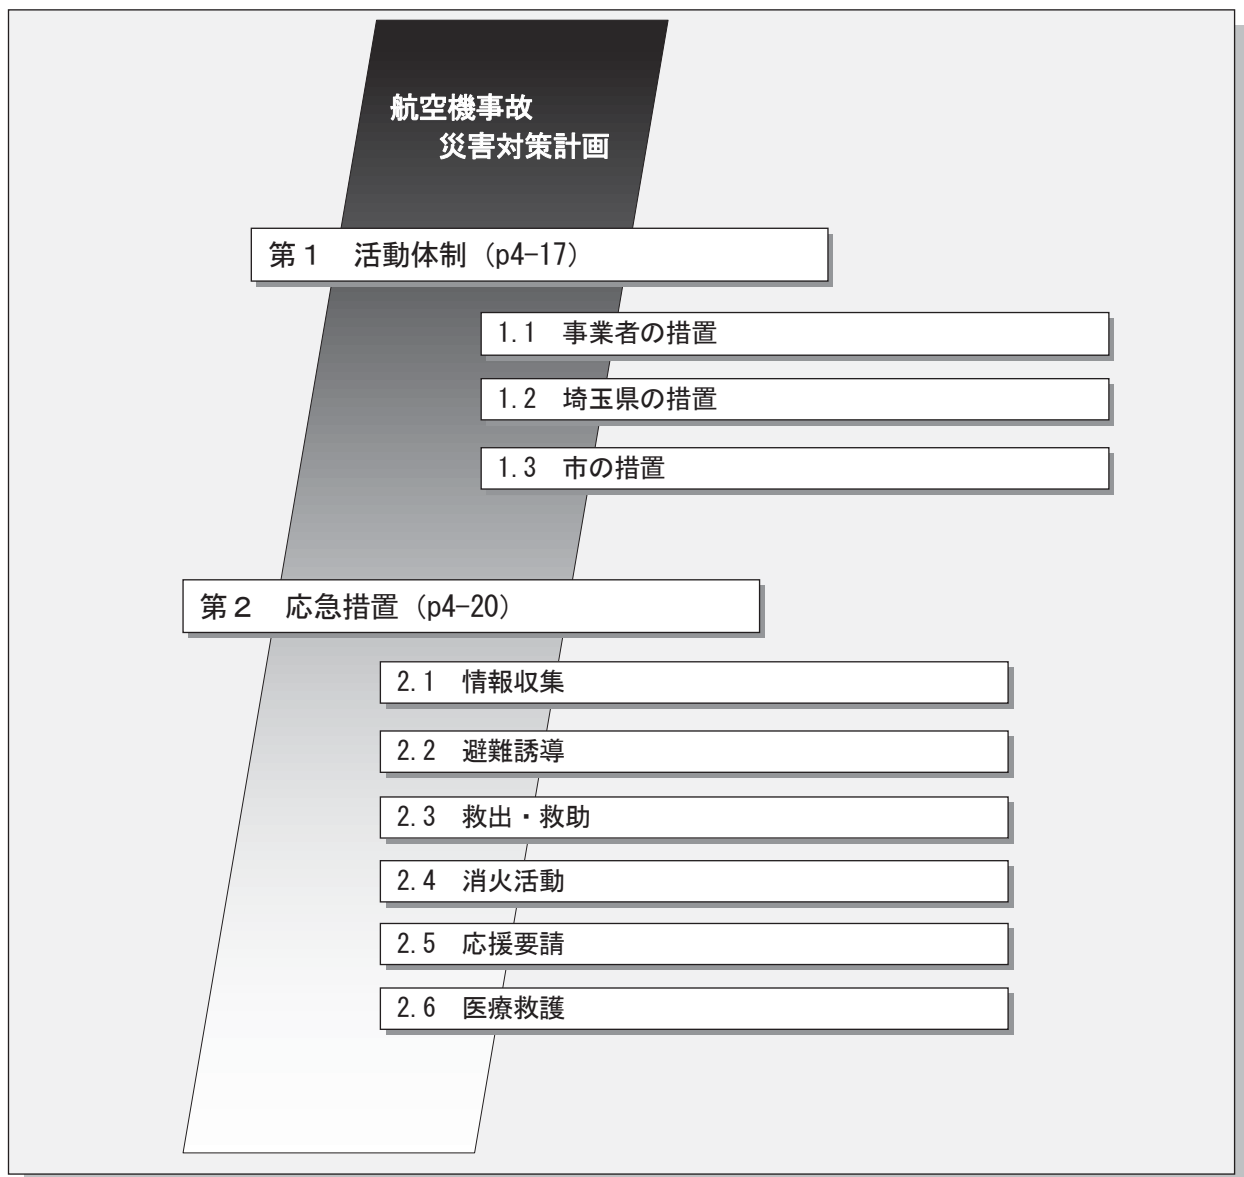 航空機事故
災害対策計画
第１　活動体制（p4-17）
1.1　事業者の措置
1.2　埼玉県の措置
1.3　市の措置
第２　応急措置（p4-20）
2.1　情報収集
2.2　避難誘導
2.3　救出・救助
2.4　消火活動
2.5　応援要請
2.6　医療救護